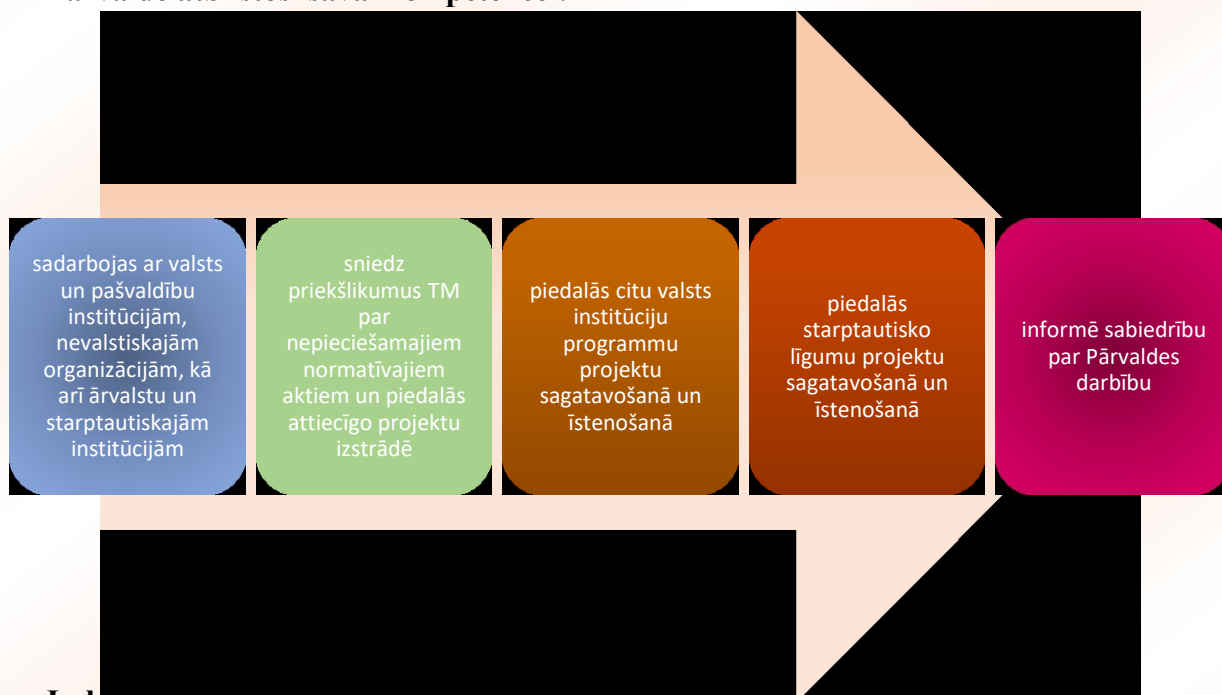 sadarbojas ar valsts
un pašvaldību
institūcijām,
nevalstiskajām
organizācijām, kā
arī ārvalstu un
starptautiskajām
institūcijām
sniedz
priekšlikumus TM
par
nepieciešamajiem
normatīvajiem
aktiem un piedalās
attiecīgo projektu
izstrādē
piedalās citu valsts
institūciju
programmu
projektu
sagatavošanā un
īstenošanā
piedalās
starptautisko
līgumu projektu
sagatavošanā un
īstenošanā
informē sabiedrību
par Pārvaldes
darbību